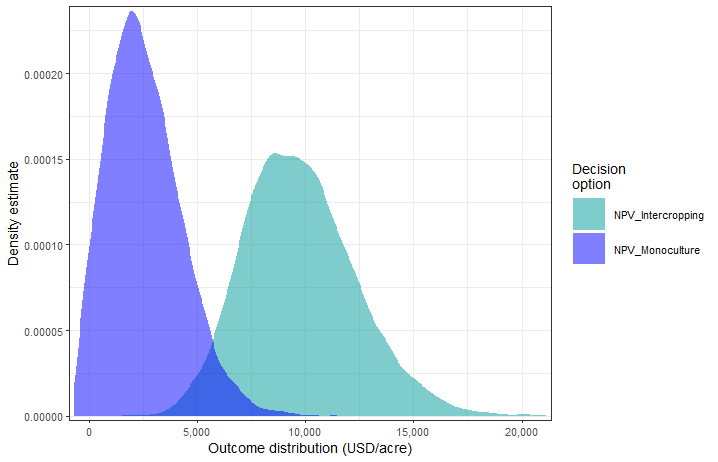 Density estimate
0.00020
0.00015
0.00010
0.00005
0.00000
0
5,000
10,000
15,000
20,000
Outcome distribution (USD/acre)
Decision
option
NPV_Intercropping
NPV_Monoculture